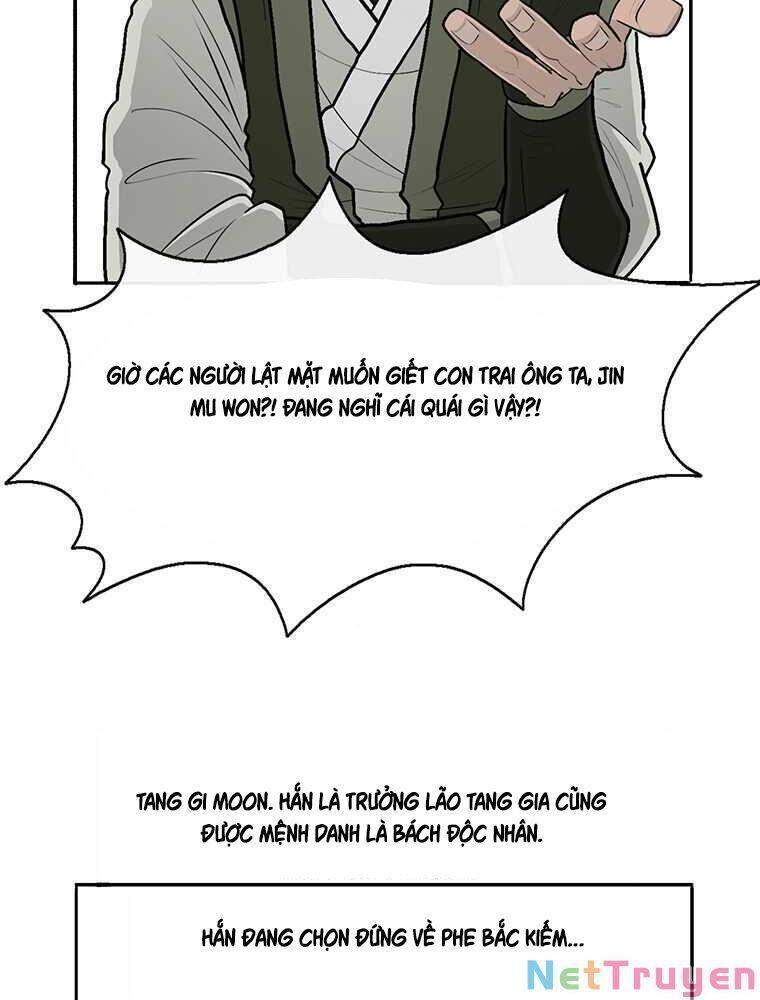 GIỜ CÁC NGƯỜI LẬT MẶT MUỐN GIẾT CON TRAI ÔNG TA, JIN
MU WON?! ĐANG NGHĨ CÁI QUÁI GÌ VẬY?!
TANG GI MOON. HẮN LÀ TRƯỞNG LÃO TANG GIA CŨNG
ĐƯỢC MỆNH DANH LÀ BÁCH ĐỘC NHÂN.
HẮN ĐANG CHỌN ĐỨNG VỀ PHE BẮC KIẾM...
NetTruyen